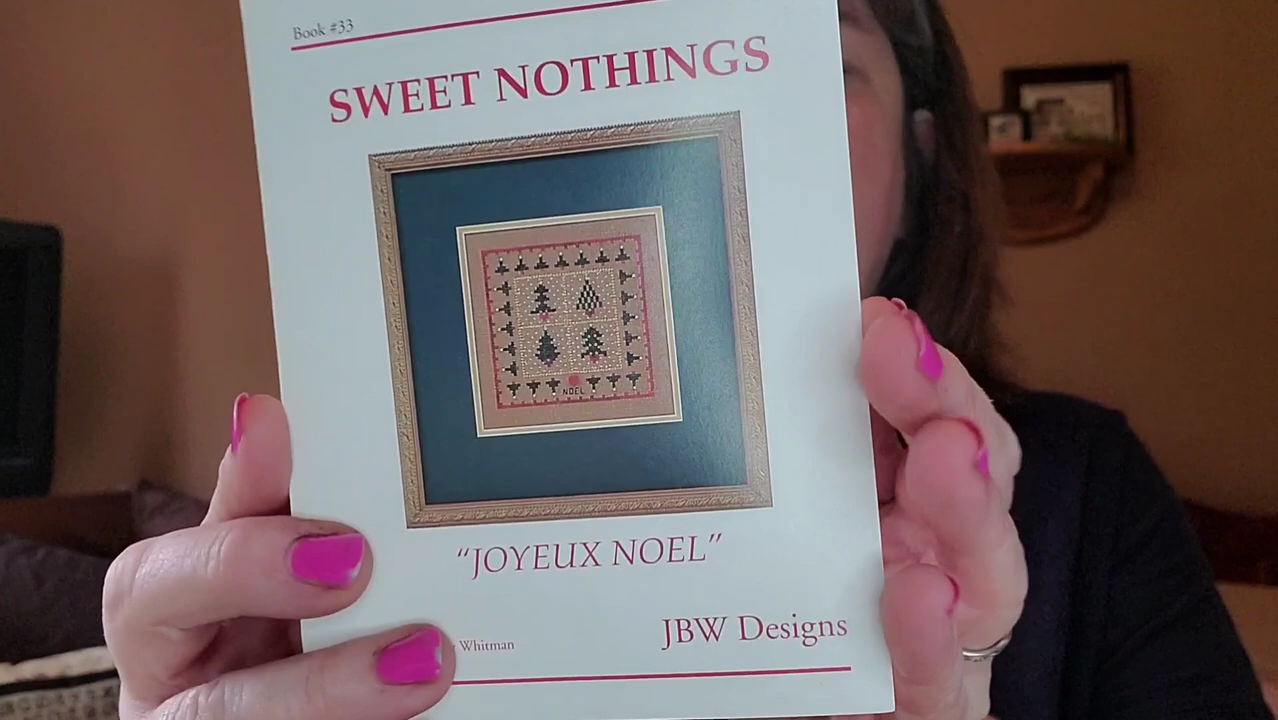 Book #33
SWEET NOTHINGS
NOEL
"JOYEUX NOEL"
Whitman
JBW Designs